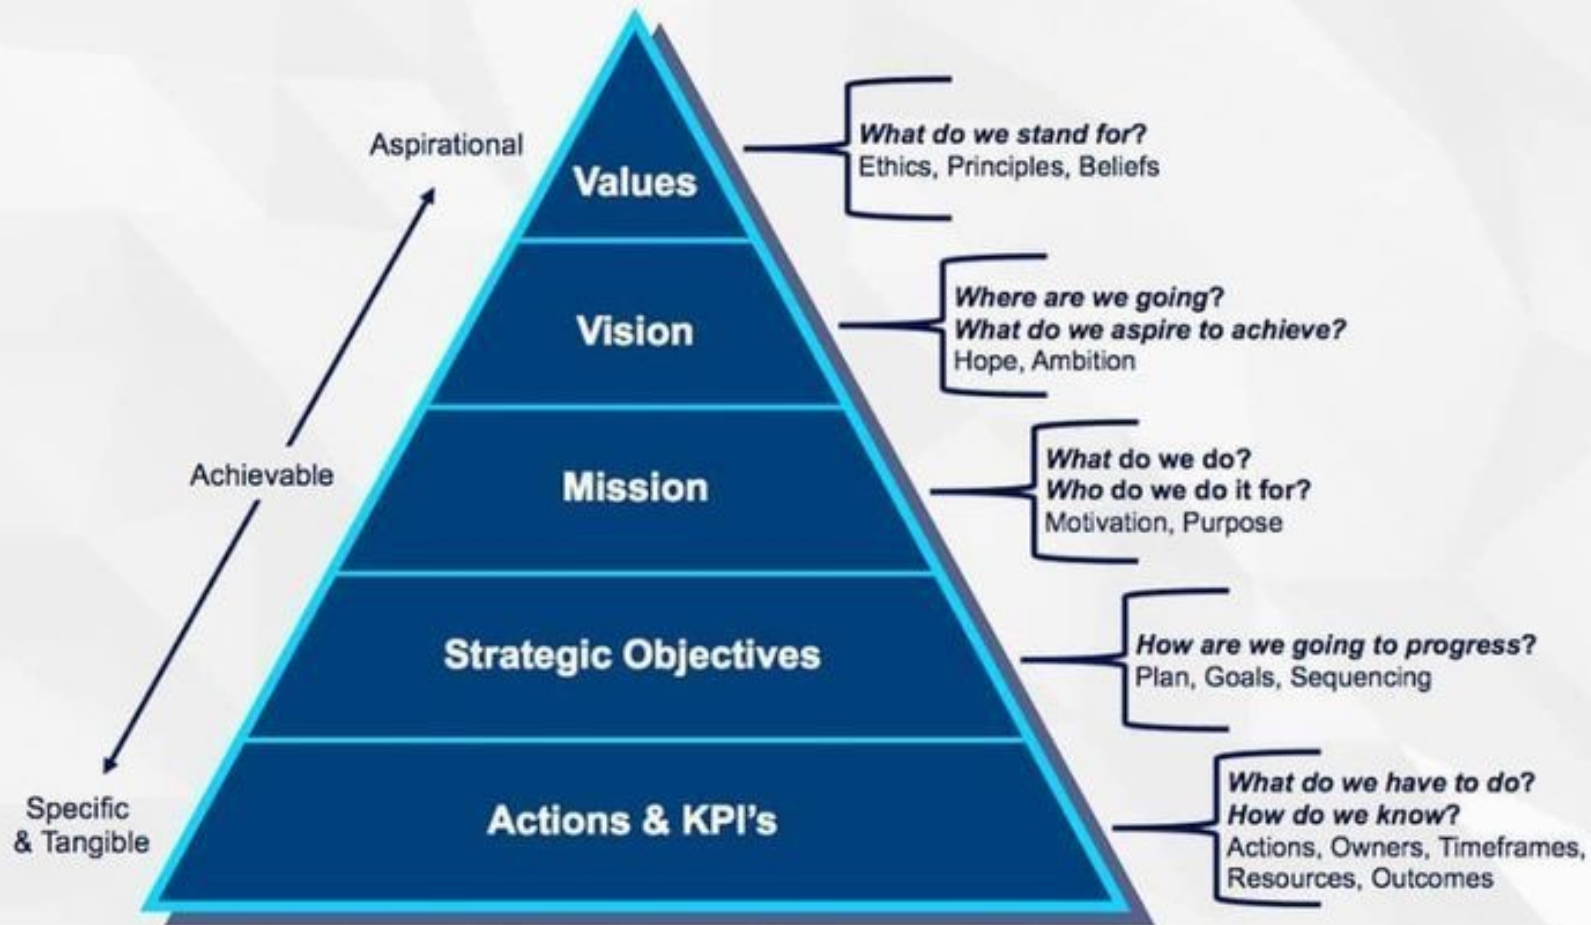 Aspirational
Values
What do we stand for?
Ethics, Principles, Beliefs
Vision
Where are we going?
What do we aspire to achieve?
Hope, Ambition
Achievable
Mission
What do we do?
Who do we do it for?
Motivation, Purpose
Strategic Objectives
How are we going to progress?
Plan, Goals, Sequencing
Specific
& Tangible
Actions & KPI's
What do we have to do?
How do we know?
Actions, Owners, Timeframes,
Resources, Outcomes